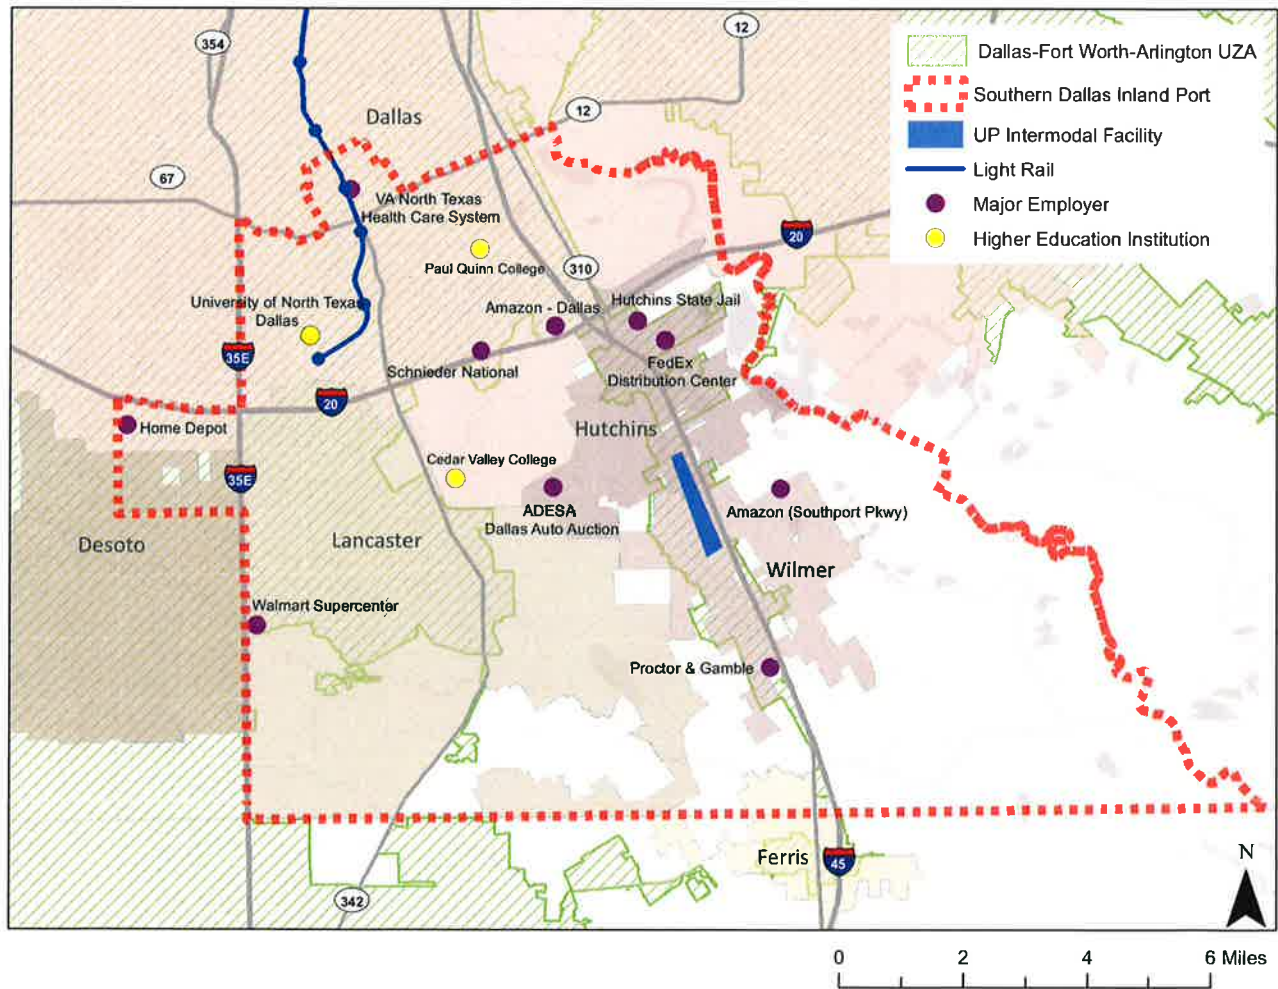 354
12
Dallas-Fort Worth-Arlington UZA
Southern Dallas Inland Port
UP Intermodal Facility
Light Rail
Major Employer
Higher Education Institution
Dallas
12
67
VA North Texas
Health Care System
20
Paul Quinn College
310
University of North Texas
Dallas
Amazon - Dallas
Hutchins State Jail
35E
FedEx
Distribution Center
Schnieder National
20
Home Depot
Hutchins
Cedar Valley College
35E
ADESA
Dallas Auto Auction
Amazon (Southport Pkwy)
Desoto
Lancaster
Wilmer
Walmart Supercenter
Proctor & Gamble
Ferris
45
N
342
0 2 4 6 Miles